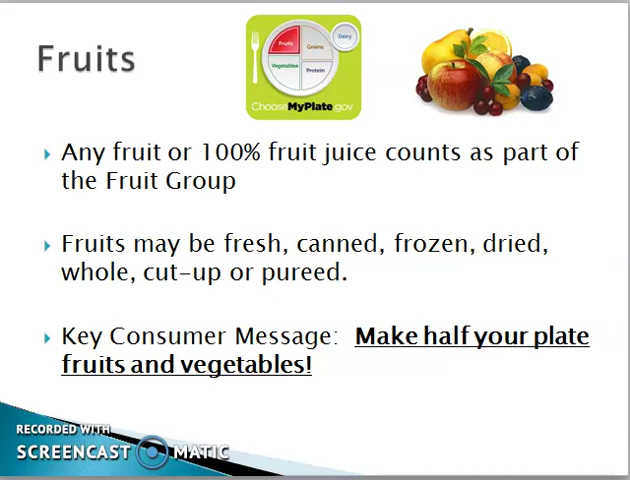 Fruits
Fruits
Grains
Dairy
Vegetables
Protein
ChooseMyPlate.gov
Any fruit or 100% fruit juice counts as part of
the Fruit Group
Fruits may be fresh, canned, frozen, dried,
whole, cut-up or pureed.
Key Consumer Message: Make half your plate
fruits and vegetables!
RECORDED WITH
SCREENCAST MATIC